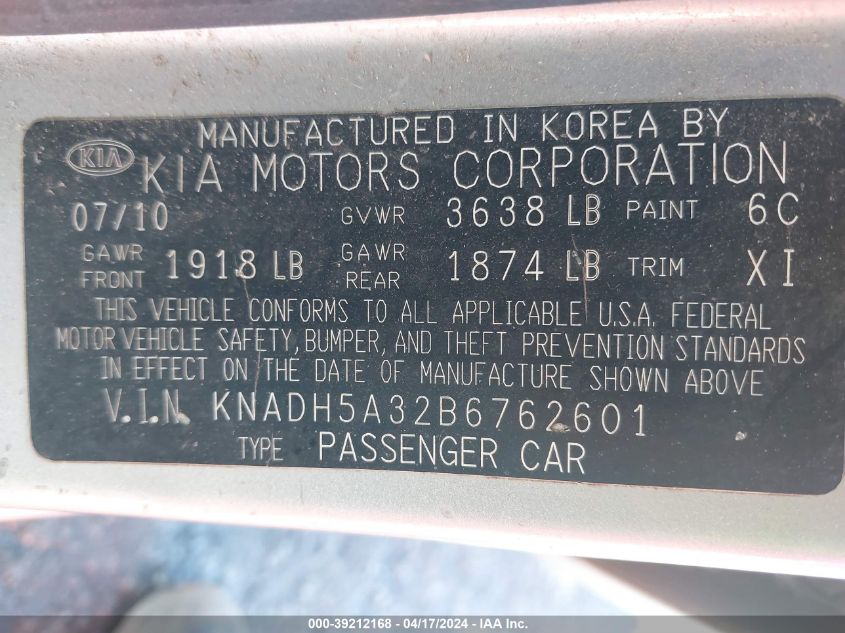 MANUFACTURED IN KOREA BY
KIA KIA MOTORS CORPORATION
07/10 GVWR 3638 LB PAINT 6C
GAWR FRONT 1918 LB GAWR REAR 1874 LB TRIM XI
THIS VEHICLE CONFORMS TO ALL APPLICABLE U.S.A. FEDERAL
MOTOR VEHICLE SAFETY, BUMPER, AND THEFT PREVENTION STANDARDS
IN EFFECT ON THE DATE OF MANUFACTURE SHOWN ABOVE
V.I.N. KNADH5A32B6762601
TYPE PASSENGER CAR
000-39212168 - 04/17/2024 - IAA Inc.